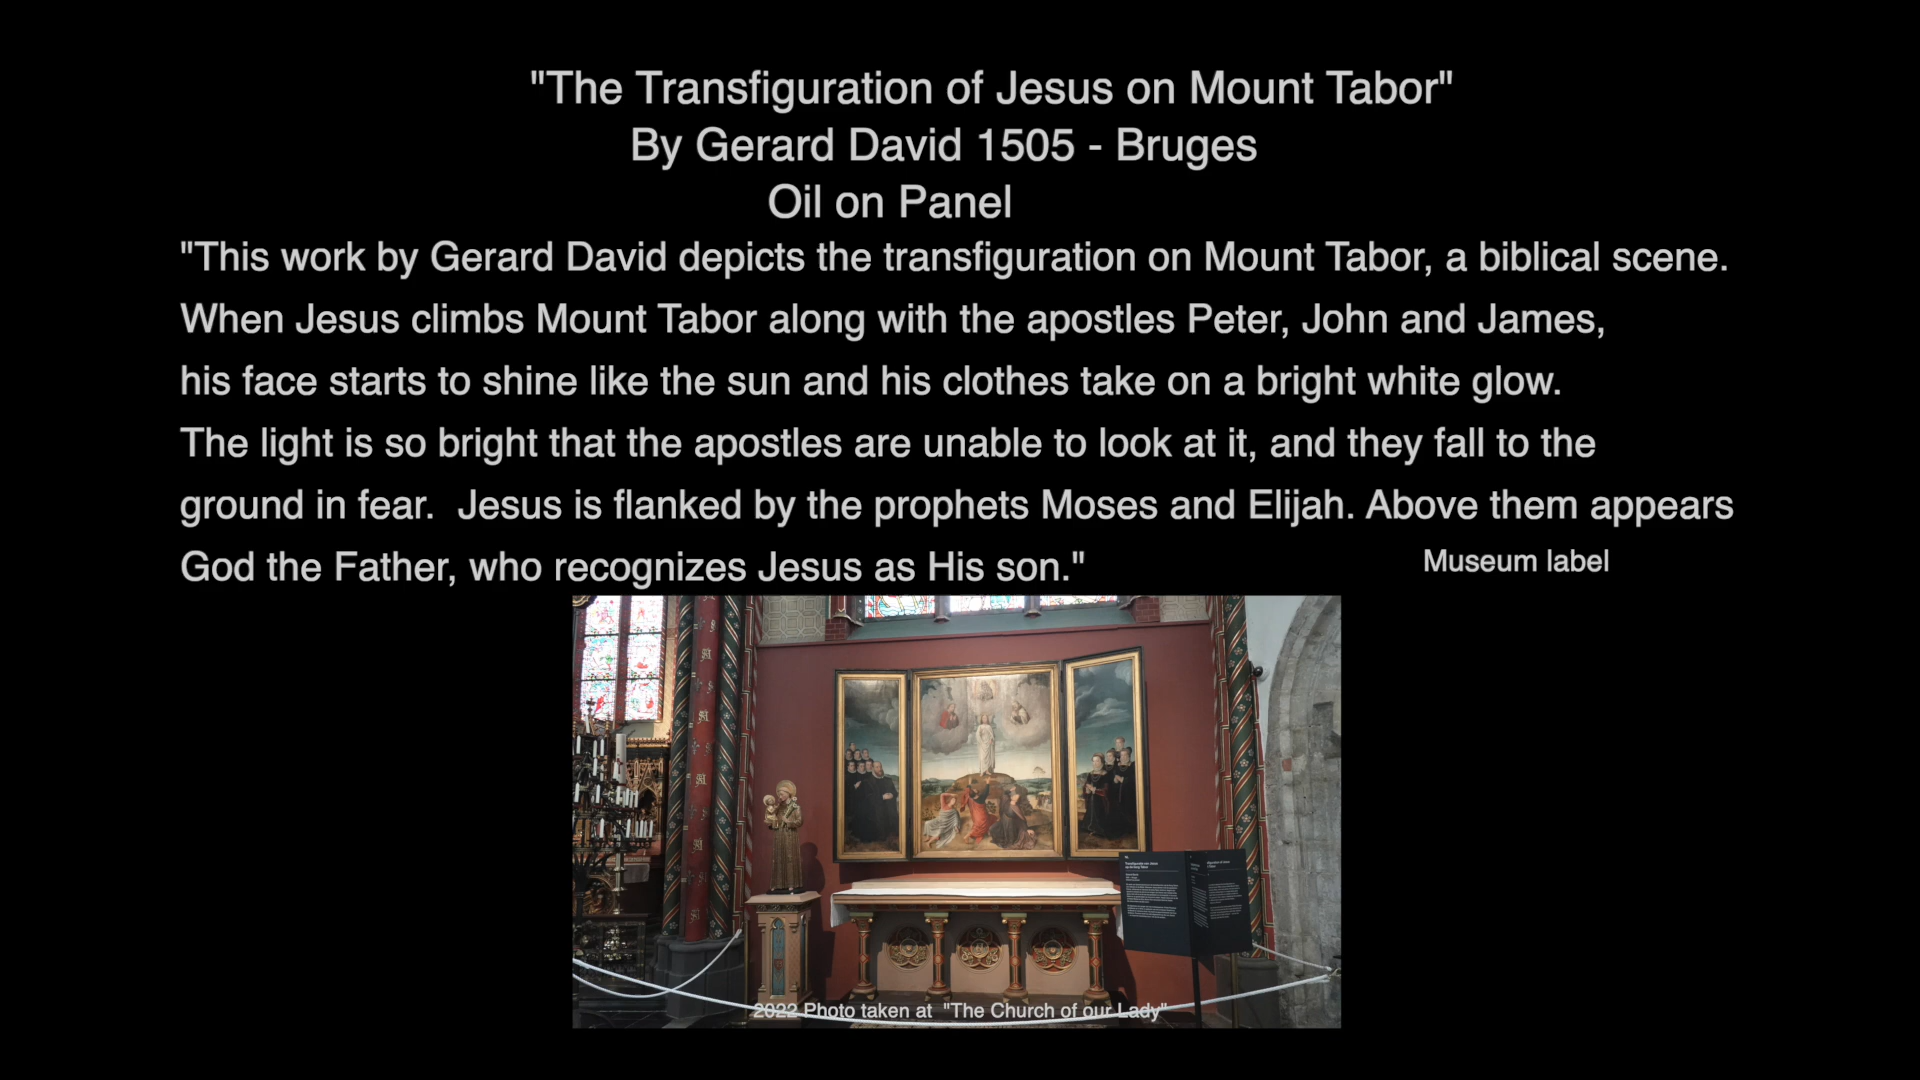 "The Transfiguration of Jesus on Mount Tabor"
By Gerard David 1505 - Bruges
Oil on Panel
"This work by Gerard David depicts the transfiguration on Mount Tabor, a biblical scene.
When Jesus climbs Mount Tabor along with the apostles Peter, John and James,
his face starts to shine like the sun and his clothes take on a bright white glow.
The light is so bright that the apostles are unable to look at it, and they fall to the
ground in fear.  Jesus is flanked by the prophets Moses and Elijah. Above them appears
God the Father, who recognizes Jesus as His son."
Museum label
2022 Photo taken at  "The Church of our Lady"